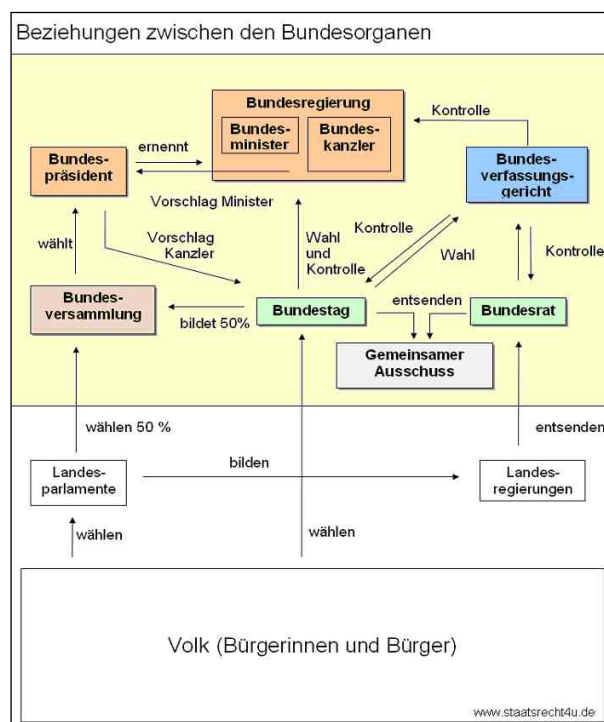 Beziehungen zwischen den Bundesorganen
Bundesregierung
Bundes-
minister
Bundes-
kanzler
Kontrolle
ernennt
Bundes-
präsident
Bundes-
verfassungs-
gericht
Vorschlag Minister
wählt
Vorschlag
Kanzler
Wahl
und
Kontrolle
Kontrolle
Wahl
Kontrolle
Bundes-
versammlung
bildet 50%
Bundestag
entsenden
Bundesrat
Gemeinsamer
Ausschuss
wählen 50 %
entsenden
Landes-
parlamente
bilden
Landes-
regierungen
wählen
wählen
Volk (Bürgerinnen und Bürger)
www.staatsrecht4u.de